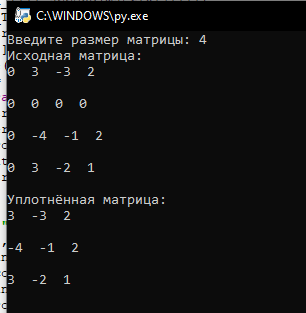 C:\WINDOWS\py.exe
Введите размер матрицы: 4
Исходная матрица:
0 3 -3 2
0 0 0 0
0 -4 -1 2
0 3 -2 1
Уплотнённая матрица:
3 -3 2
-4 -1 2
3 -2 1